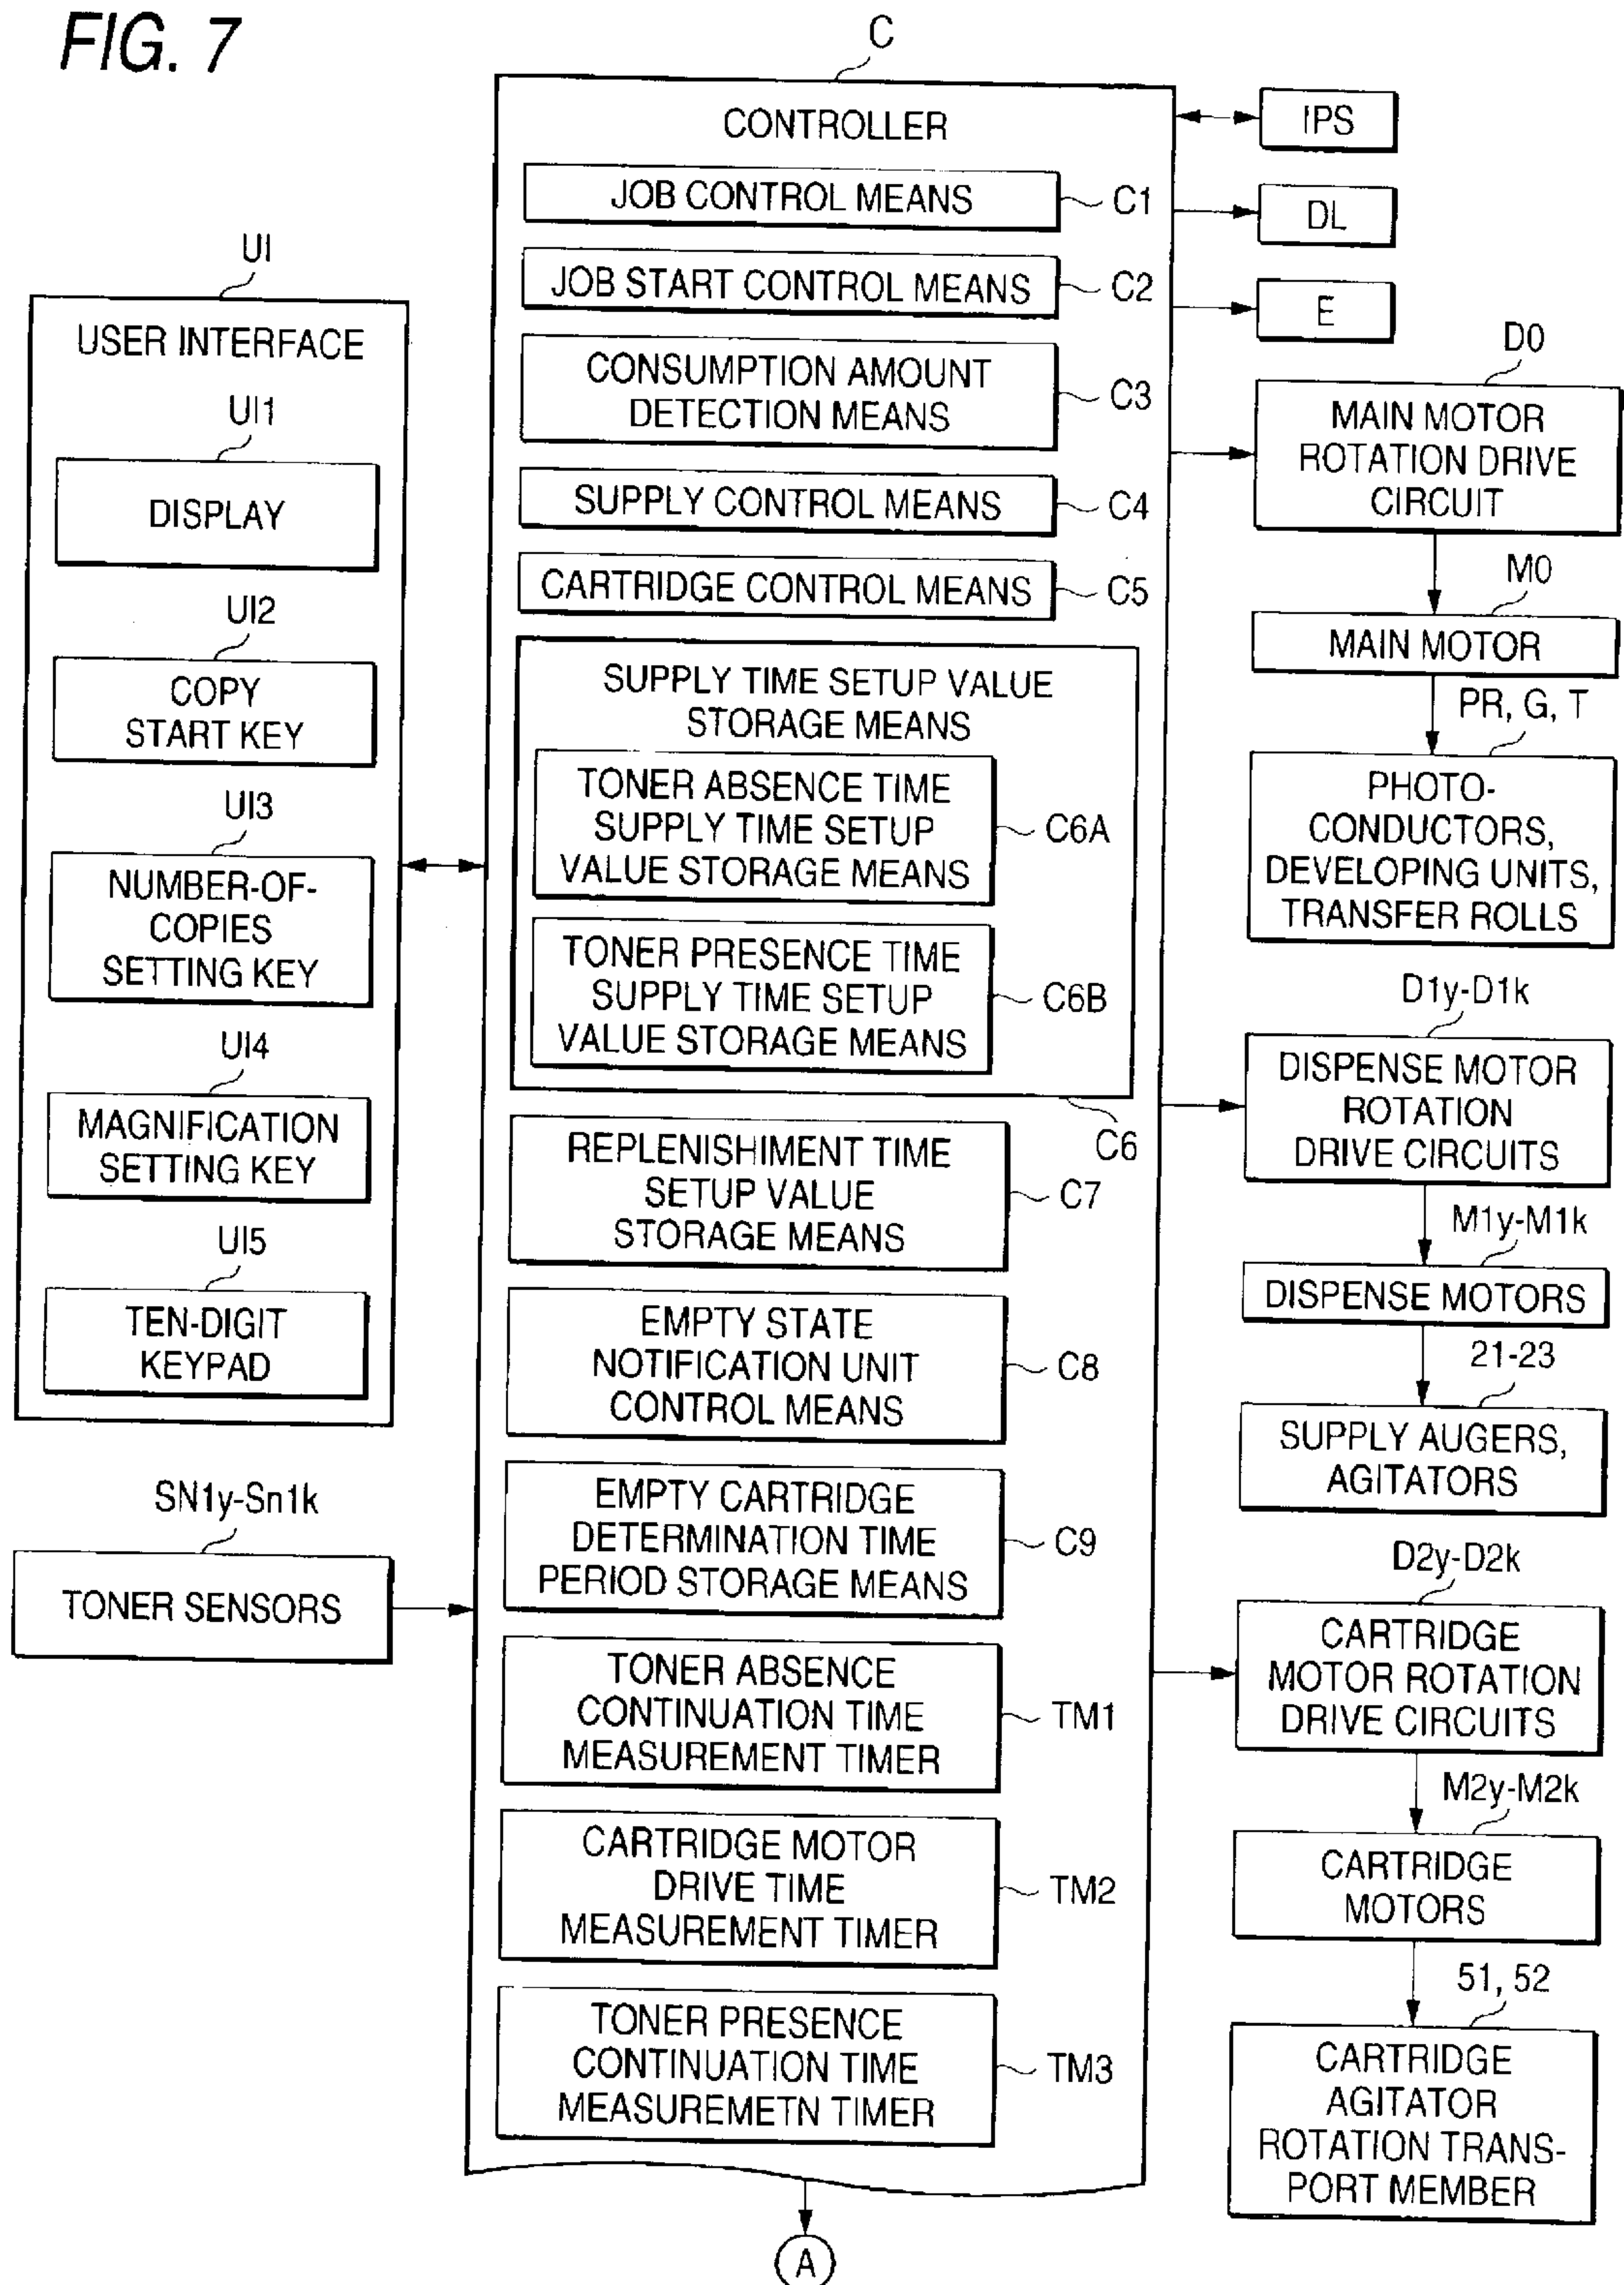 FIG. 7
C
CONTROLLER
JOB CONTROL MEANS
C1
JOB START CONTROL MEANS
C2
CONSUMPTION AMOUNT
DETECTION MEANS
C3
SUPPLY CONTROL MEANS
C4
CARTRIDGE CONTROL MEANS
C5
SUPPLY TIME SETUP VALUE
STORAGE MEANS
TONER ABSENCE TIME
SUPPLY TIME SETUP
VALUE STORAGE MEANS
C6A
TONER PRESENCE TIME
SUPPLY TIME SETUP
VALUE STORAGE MEANS
C6B
C6
REPLENISHIMENT TIME
SETUP VALUE
STORAGE MEANS
C7
EMPTY STATE
NOTIFICATION UNIT
CONTROL MEANS
C8
EMPTY CARTRIDGE
DETERMINATION TIME
PERIOD STORAGE MEANS
C9
TONER ABSENCE
CONTINUATION TIME
MEASUREMENT TIMER
TM1
CARTRIDGE MOTOR
DRIVE TIME
MEASUREMENT TIMER
TM2
TONER PRESENCE
CONTINUATION TIME
MEASUREMETN TIMER
TM3
A
UI
USER INTERFACE
UI1
DISPLAY
UI2
COPY
START KEY
UI3
NUMBER-OF-
COPIES
SETTING KEY
UI4
MAGNIFICATION
SETTING KEY
UI5
TEN-DIGIT
KEYPAD
SN1y-Sn1k
TONER SENSORS
IPS
DL
E
D0
MAIN MOTOR
ROTATION DRIVE
CIRCUIT
M0
MAIN MOTOR
PR, G, T
PHOTO-
CONDUCTORS,
DEVELOPING UNITS,
TRANSFER ROLLS
D1y-D1k
DISPENSE MOTOR
ROTATION
DRIVE CIRCUITS
M1y-M1k
DISPENSE MOTORS
21-23
SUPPLY AUGERS,
AGITATORS
D2y-D2k
CARTRIDGE
MOTOR ROTATION
DRIVE CIRCUITS
M2y-M2k
CARTRIDGE
MOTORS
51, 52
CARTRIDGE
AGITATOR
ROTATION TRANS-
PORT MEMBER